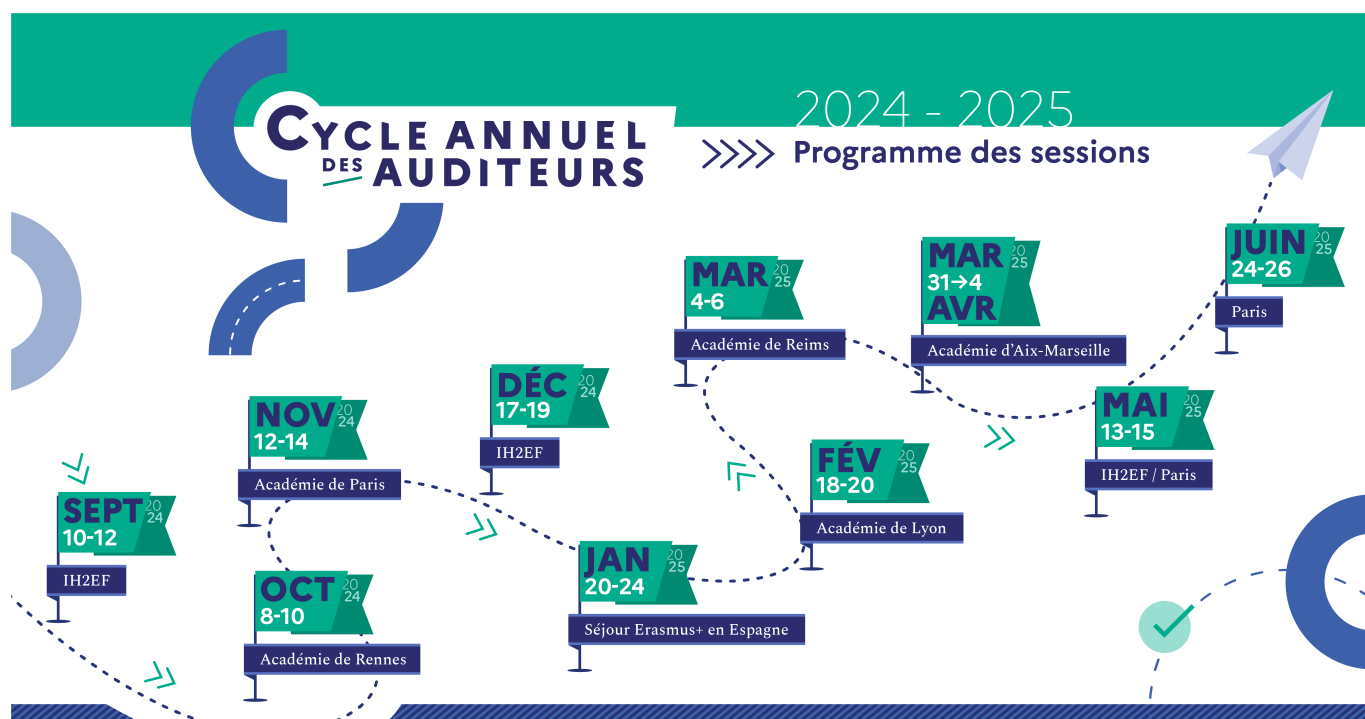 CYCLE ANNUEL
DES AUDITEURS
2024 - 2025
>>>> Programme des sessions
SEPT 2024
10-12
IH2EF
OCT 2024
8-10
Académie de Rennes
NOV 2024
12-14
Académie de Paris
DÉC 2024
17-19
IH2EF
JAN 2025
20-24
Séjour Erasmus+ en Espagne
FÉV 2025
18-20
Académie de Lyon
MAR 2025
4-6
Académie de Reims
MAR 2025
31→4
AVR
Académie d'Aix-Marseille
MAI 2025
13-15
IH2EF / Paris
JUIN 2025
24-26
Paris